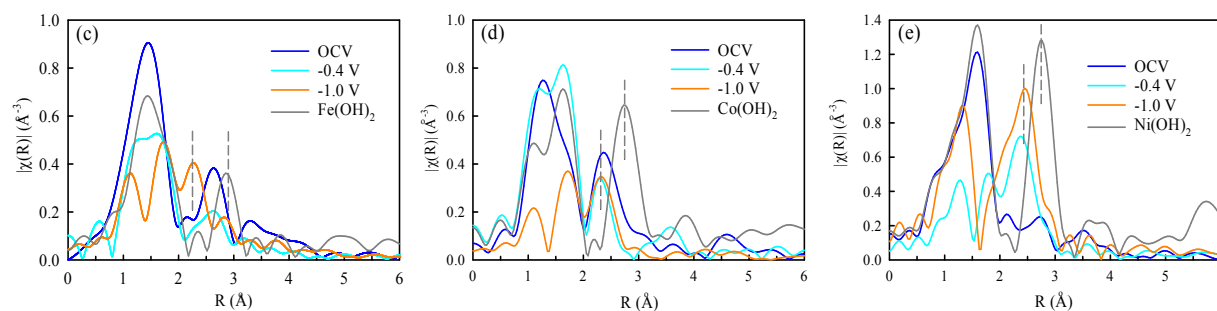 (c)
OCV
-0.4 V
-1.0 V
Fe(OH)₂
|χ(R)| (Å⁻³)
1.0
0.8
0.6
0.4
0.2
0.0
0 1 2 3 4 5 6
R (Å)
(d)
OCV
-0.4 V
-1.0 V
Co(OH)₂
|χ(R)| (Å⁻³)
1.0
0.8
0.6
0.4
0.2
0.0
0 1 2 3 4 5 6
R (Å)
(e)
OCV
-0.4 V
-1.0 V
Ni(OH)₂
|χ(R)| (Å⁻³)
1.4
1.2
1.0
0.8
0.6
0.4
0.2
0.0
0 1 2 3 4 5
R (Å)